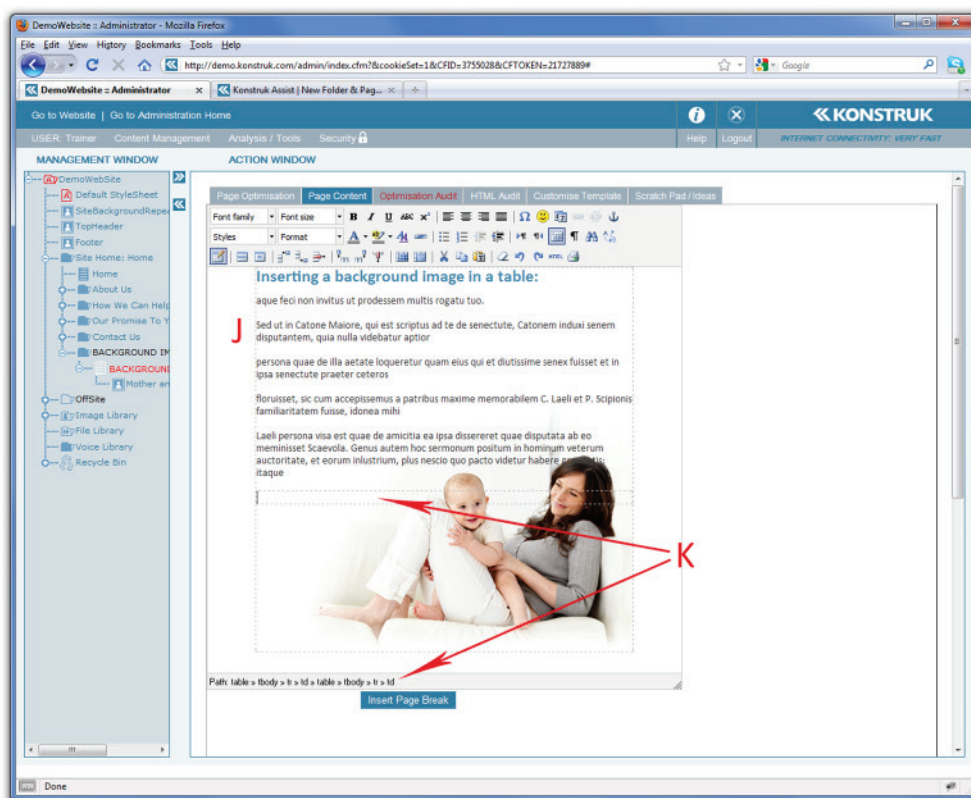 DemoWebsite :: Administrator - Mozilla Firefox
File Edit View History Bookmarks Tools Help
http://demo.konstruk.com/admin/index.cfm?&cookieSet=1&CFID=3755028&CFTOKEN=21727889#
Google
DemoWebsite :: Administrator x
Konstruk Assist | New Folder & Pag... x
Go to Website | Go to Administration Home
KONSTRUK
USER: Trainer Content Management Analysis / Tools Security
Help Logout
INTERNET CONNECTIVITY: VERY FAST
MANAGEMENT WINDOW
ACTION WINDOW
DemoWebSite
Default StyleSheet
SiteBackgroundRepea
TopHeader
Footer
Site Home: Home
Home
About Us
How We Can Help
Our Promise To Y
Contact Us
BACKGROUND IM
BACKGROUND
Mother an
OffSite
Image Library
File Library
Voice Library
Recycle Bin
Page Optimisation Page Content Optimisation Audit HTML Audit Customise Template Scratch Pad / Ideas
Font family Font size B I U ABC x²
Styles Format
HTML
Inserting a background image in a table:
aque feci non invitus ut prodessem multis rogatu tuo.
J
Sed ut in Catone Maiore, qui est scriptus ad te de senectute, Catonem induxi senem
disputantem, quia nulla videbatur aptior
persona quae de illa aetate loqueretur quam eius qui et diutissime senex fuisset et in
ipsa senectute praeter ceteros
floruisset, sic cum accepissemus a patribus maxime memorabilem C. Laeli et P. Scipionis
familiaritatem fuisse, idonea mihi
Laeli persona visa est quae de amicitia ea ipsa dissereret quae disputata ab eo
meminisset Scaevola. Genus autem hoc sermonum positum in hominum veterum
auctoritate, et eorum inlustrium, plus nescio quo pacto videtur habere
itaque
K
Path: table » tbody » tr » td » table » tbody » tr » td
Insert Page Break
Done